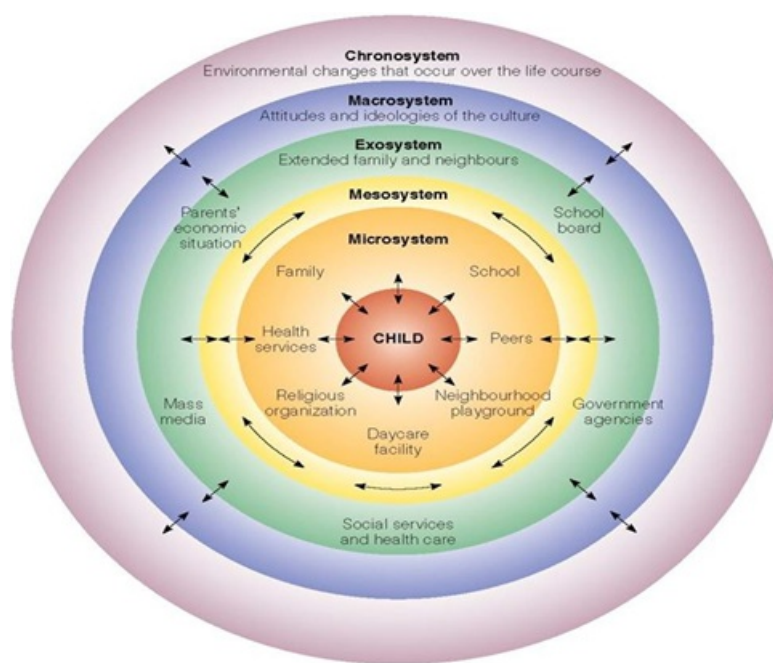 Chronosystem
Environmental changes that occur over the life course
Macrosystem
Attitudes and ideologies of the culture
Exosystem
Extended family and neighbours
Mesosystem
Parents'
economic
situation
School
board
Microsystem
Family
School
Health
services
CHILD
Peers
Religious
organization
Neighbourhood
playground
Mass
media
Government
agencies
Daycare
facility
Social services
and health care